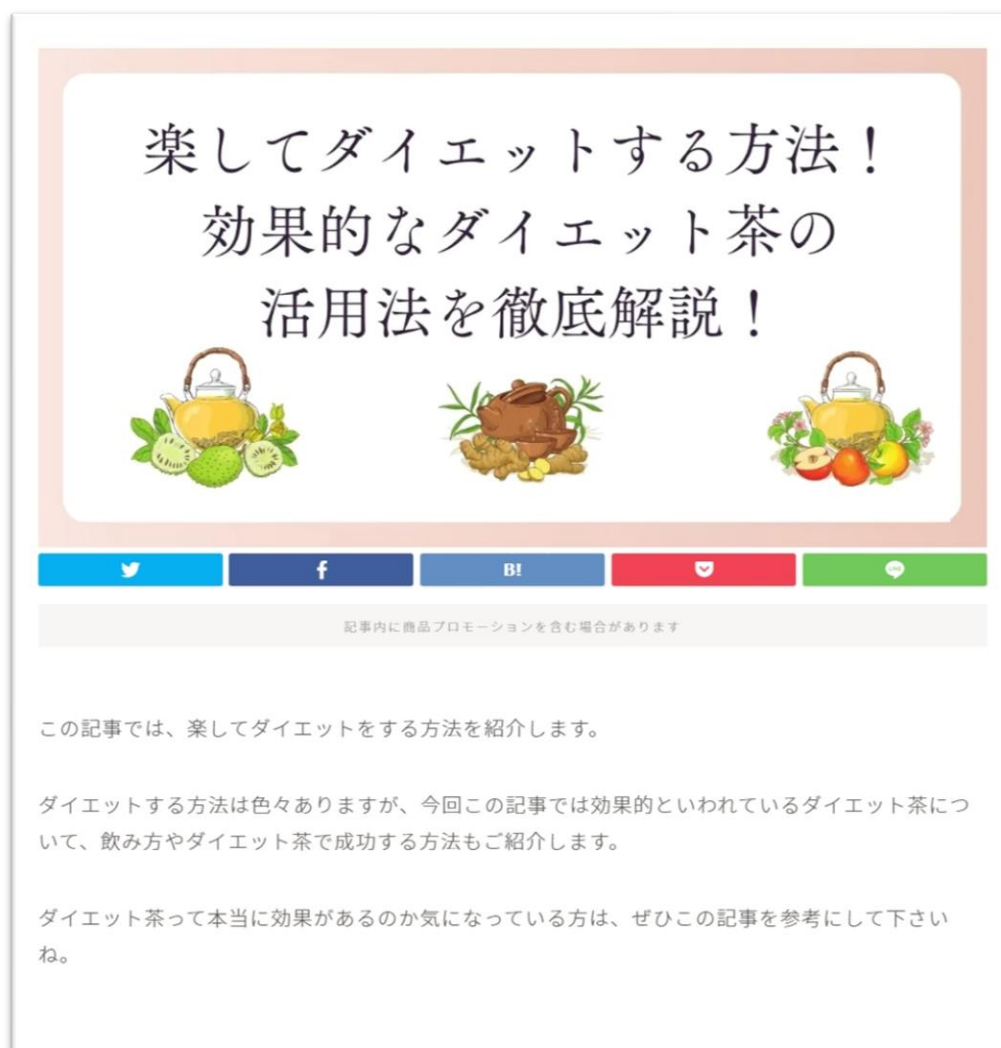 楽してダイエットする方法！
効果的なダイエット茶の
活用法を徹底解説！
B!
LINE
記事内に商品プロモーションを含む場合があります
この記事では、楽してダイエットをする方法を紹介します。
ダイエットする方法は色々ありますが、今回この記事では効果的といわれているダイエット茶につ
いて、飲み方やダイエット茶で成功する方法もご紹介します。
ダイエット茶って本当に効果があるのか気になっている方は、ぜひこの記事を参考にして下さい
ね。